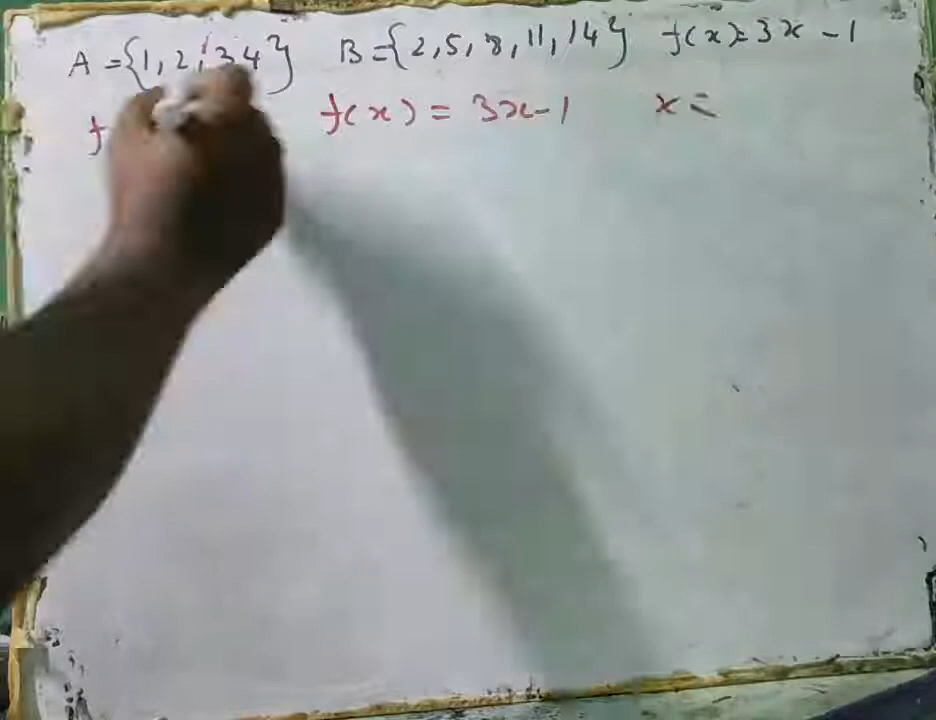 A = {1, 2, 3 4} B = {2, 5, 8, 11, 14} f(x) = 3x - 1
f f(x) = 3x - 1 x =